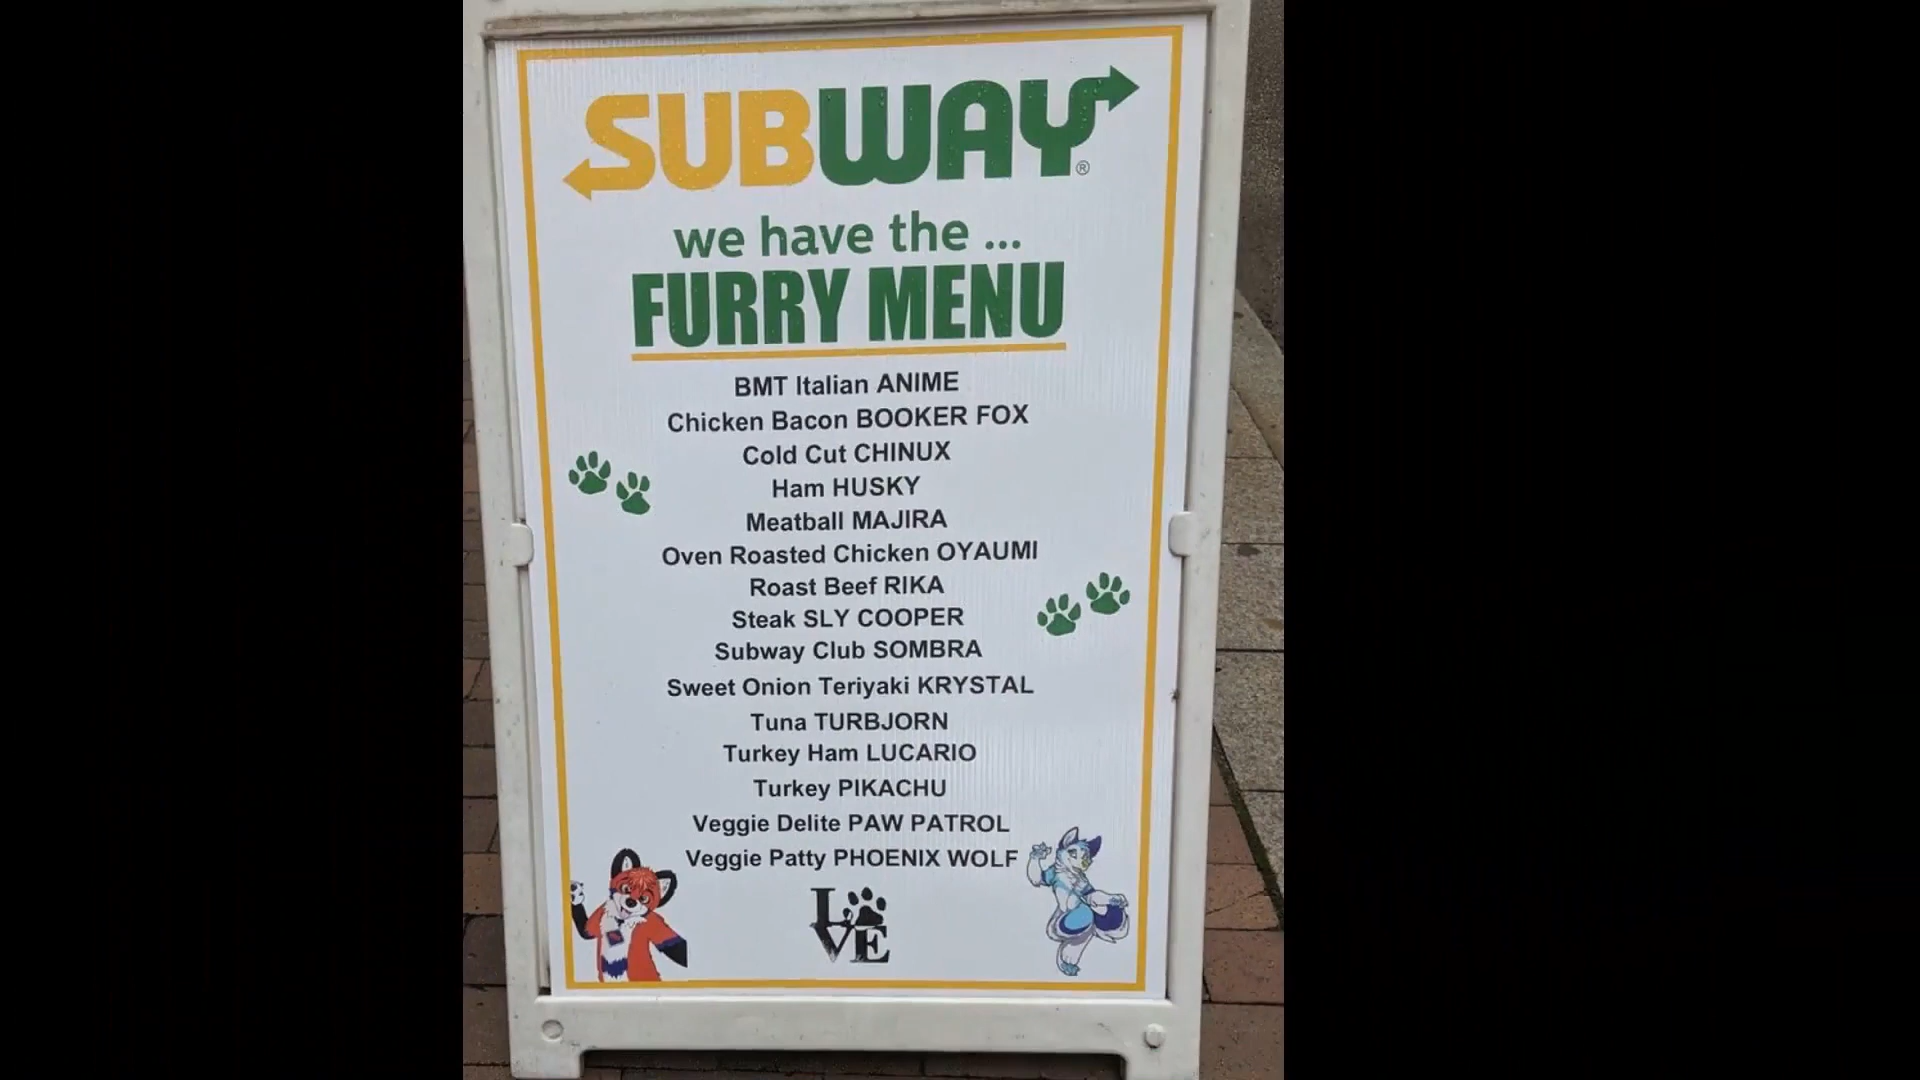 SUBWAY®
we have the ...
FURRY MENU
BMT Italian ANIME
Chicken Bacon BOOKER FOX
Cold Cut CHINUX
Ham HUSKY
Meatball MAJIRA
Oven Roasted Chicken OYAUMI
Roast Beef RIKA
Steak SLY COOPER
Subway Club SOMBRA
Sweet Onion Teriyaki KRYSTAL
Tuna TURBJORN
Turkey Ham LUCARIO
Turkey PIKACHU
Veggie Delite PAW PATROL
Veggie Patty PHOENIX WOLF
L VE